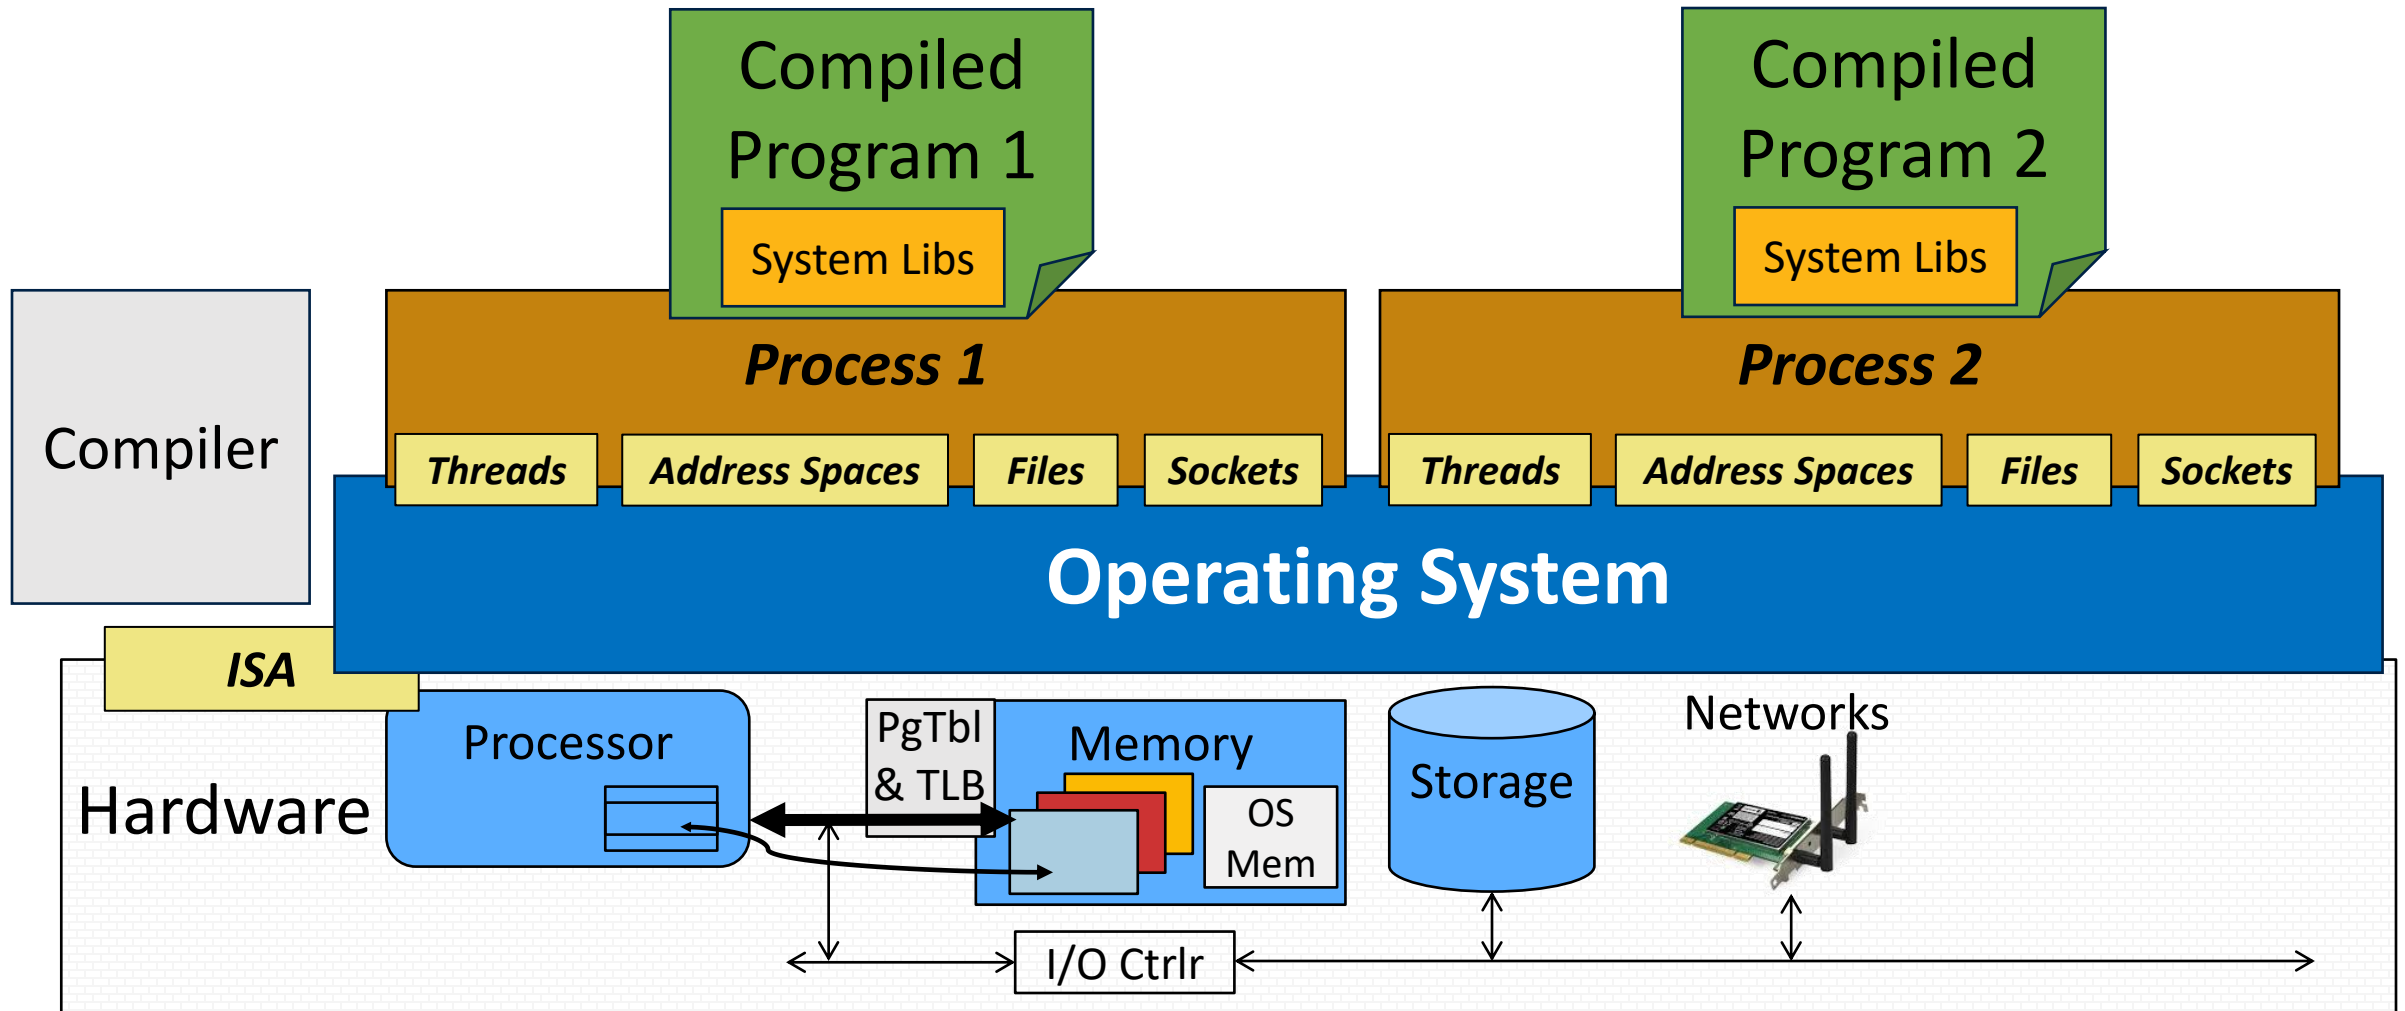 Compiled
Program 1
System Libs
Compiled
Program 2
System Libs
Compiler
Process 1
Threads
Address Spaces
Files
Sockets
Process 2
Threads
Address Spaces
Files
Sockets
Operating System
ISA
Hardware
Processor
PgTbl
& TLB
Memory
OS
Mem
Storage
Networks
I/O Ctrlr